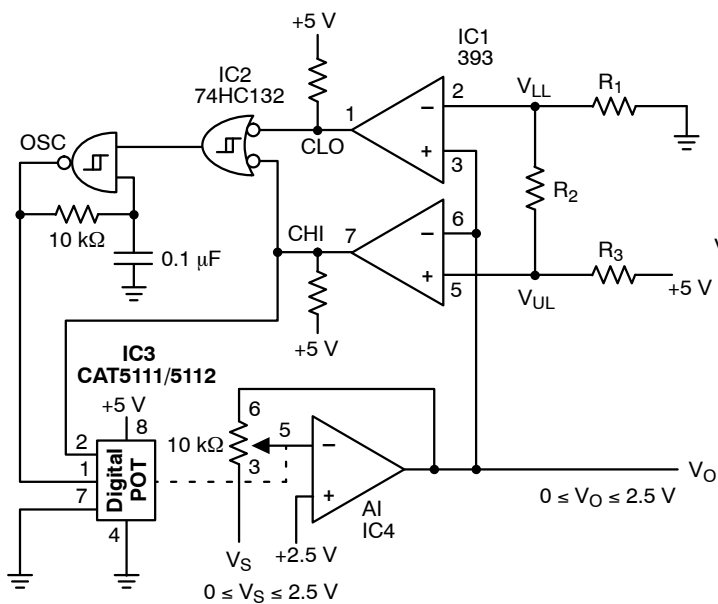 +5 V
IC1
393
IC2
74HC132
OSC
1
2
3
CLO
V_LL
R1
R2
10 kΩ
0.1 μF
CHI
7
6
5
V_UL
R3
+5 V
V
+5 V
IC3
CAT5111/5112
+5 V
8
2
1
7
4
Digital
POT
10 kΩ
6
5
3
−
+
−
+
−
+
AI
IC4
VO
0 ≤ VO ≤ 2.5 V
VS
+2.5 V
0 ≤ VS ≤ 2.5 V